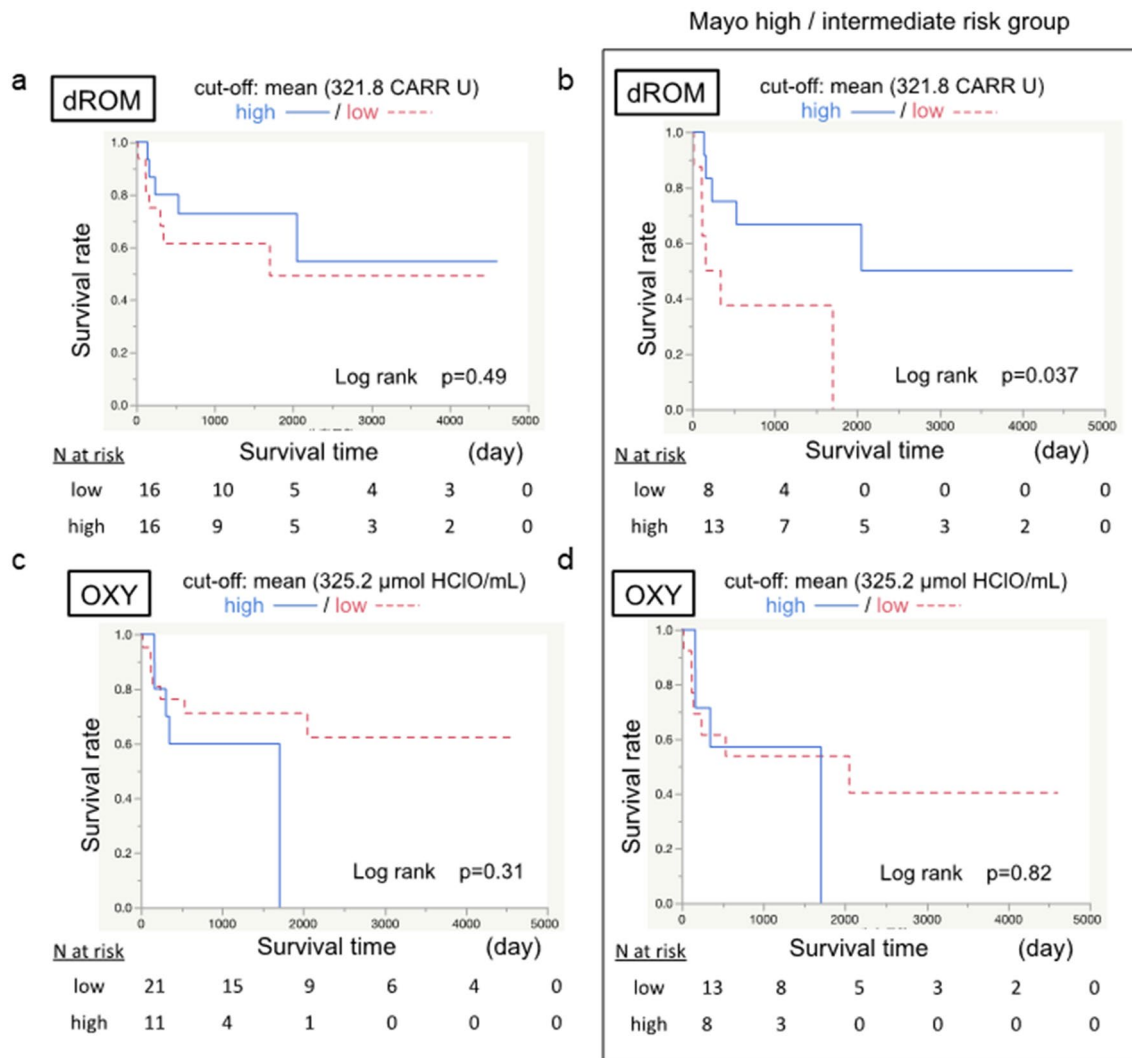 Mayo high / intermediate risk group
a
dROM
cut-off: mean (321.8 CARR U)
high / low
Survival rate
1.0
0.8
0.6
0.4
0.2
0.0
Log rank p=0.49
0 1000 2000 3000 4000 5000
Survival time (day)
N at risk
low 16 10 5 4 3 0
high 16 9 5 3 2 0
b
dROM
cut-off: mean (321.8 CARR U)
high / low
Survival rate
1.0
0.8
0.6
0.4
0.2
0.0
Log rank p=0.037
0 1000 2000 3000 4000 5000
Survival time (day)
N at risk
low 8 4 0 0 0 0
high 13 7 5 3 2 0
c
OXY
cut-off: mean (325.2 μmol HClO/mL)
high / low
Survival rate
1.0
0.8
0.6
0.4
0.2
0.0
Log rank p=0.31
0 1000 2000 3000 4000 5000
Survival time (day)
N at risk
low 21 15 9 6 4 0
high 11 4 1 0 0 0
d
OXY
cut-off: mean (325.2 μmol HClO/mL)
high / low
Survival rate
1.0
0.8
0.6
0.4
0.2
0.0
Log rank p=0.82
0 1000 2000 3000 4000 5000
Survival time (day)
N at risk
low 13 8 5 3 2 0
high 8 3 0 0 0 0